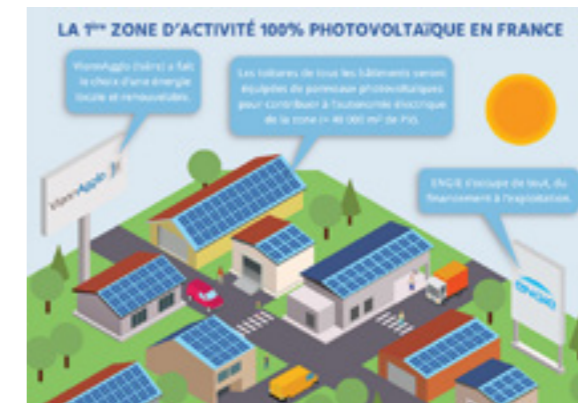 LA 1ère ZONE D'ACTIVITÉ 100% PHOTOVOLTAÏQUE EN FRANCE
VienneAgglo (Isère) a fait
le choix d'une énergie
locale et renouvelable.
Les toitures de tous les bâtiments seront
équipées de panneaux photovoltaïques
pour contribuer à l'autonomie électrique
de la zone (> 40 000 m² de PV).
ENGIE s'occupe de tout, du
financement à l'exploitation.
ViennAgglo
ENGIE